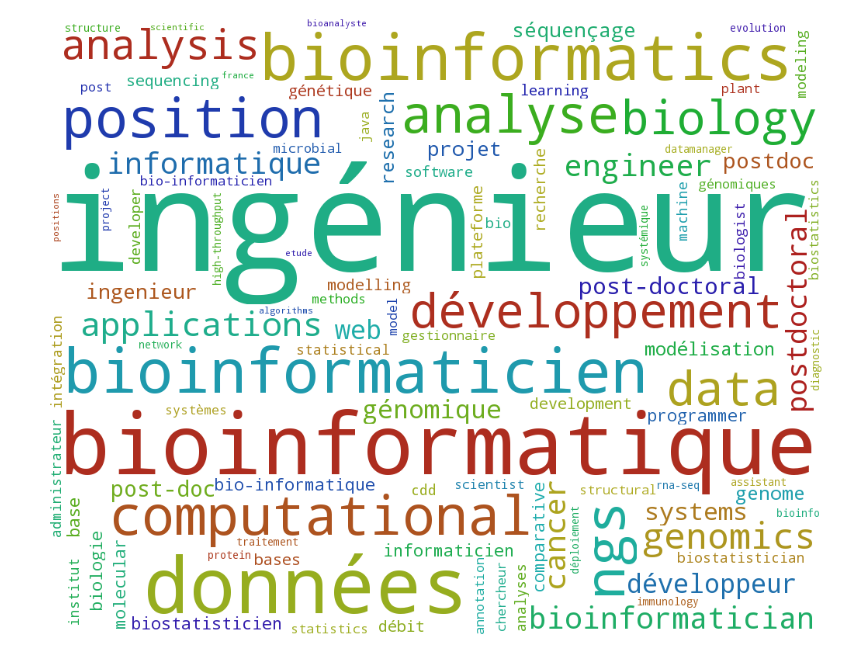 structure
scientific
bioanalyste
séquençage
evolution
analysis
bioinformatics
modeling
post
sequencing
france
génétique
learning
plant
position
java
research
analyse
biology
informatique
microbial
projet
recherche
datamanager
engineer
postdoc
bio-informaticien
software
génomiques
ingénieur
positions
project
developer
high-throughput
etude
plateforme
bio
systémique
machine
biologist
biostatistics
ingenieur
modelling
methods
post-doctoral
postdoctoral
algorithms
model
développement
applications
web
gestionnaire
intégration
network
statistical
modélisation
diagnostic
bioinformaticien
data
systèmes
génomique
development
programmer
bioinformatique
administrateur
post-doc
bio-informatique
cdd
scientist
structural
rna-seq
assistant
genome
base
computational
comparative
cancer
déploiement
ngs
systems
bioinfo
genomics
traitement
protein
bases
informaticien
biostatistician
institut
biologie
molecular
données
annotation
chercheur
analyses
développeur
immunology
biostatisticien
statistics
débit
bioinformatician